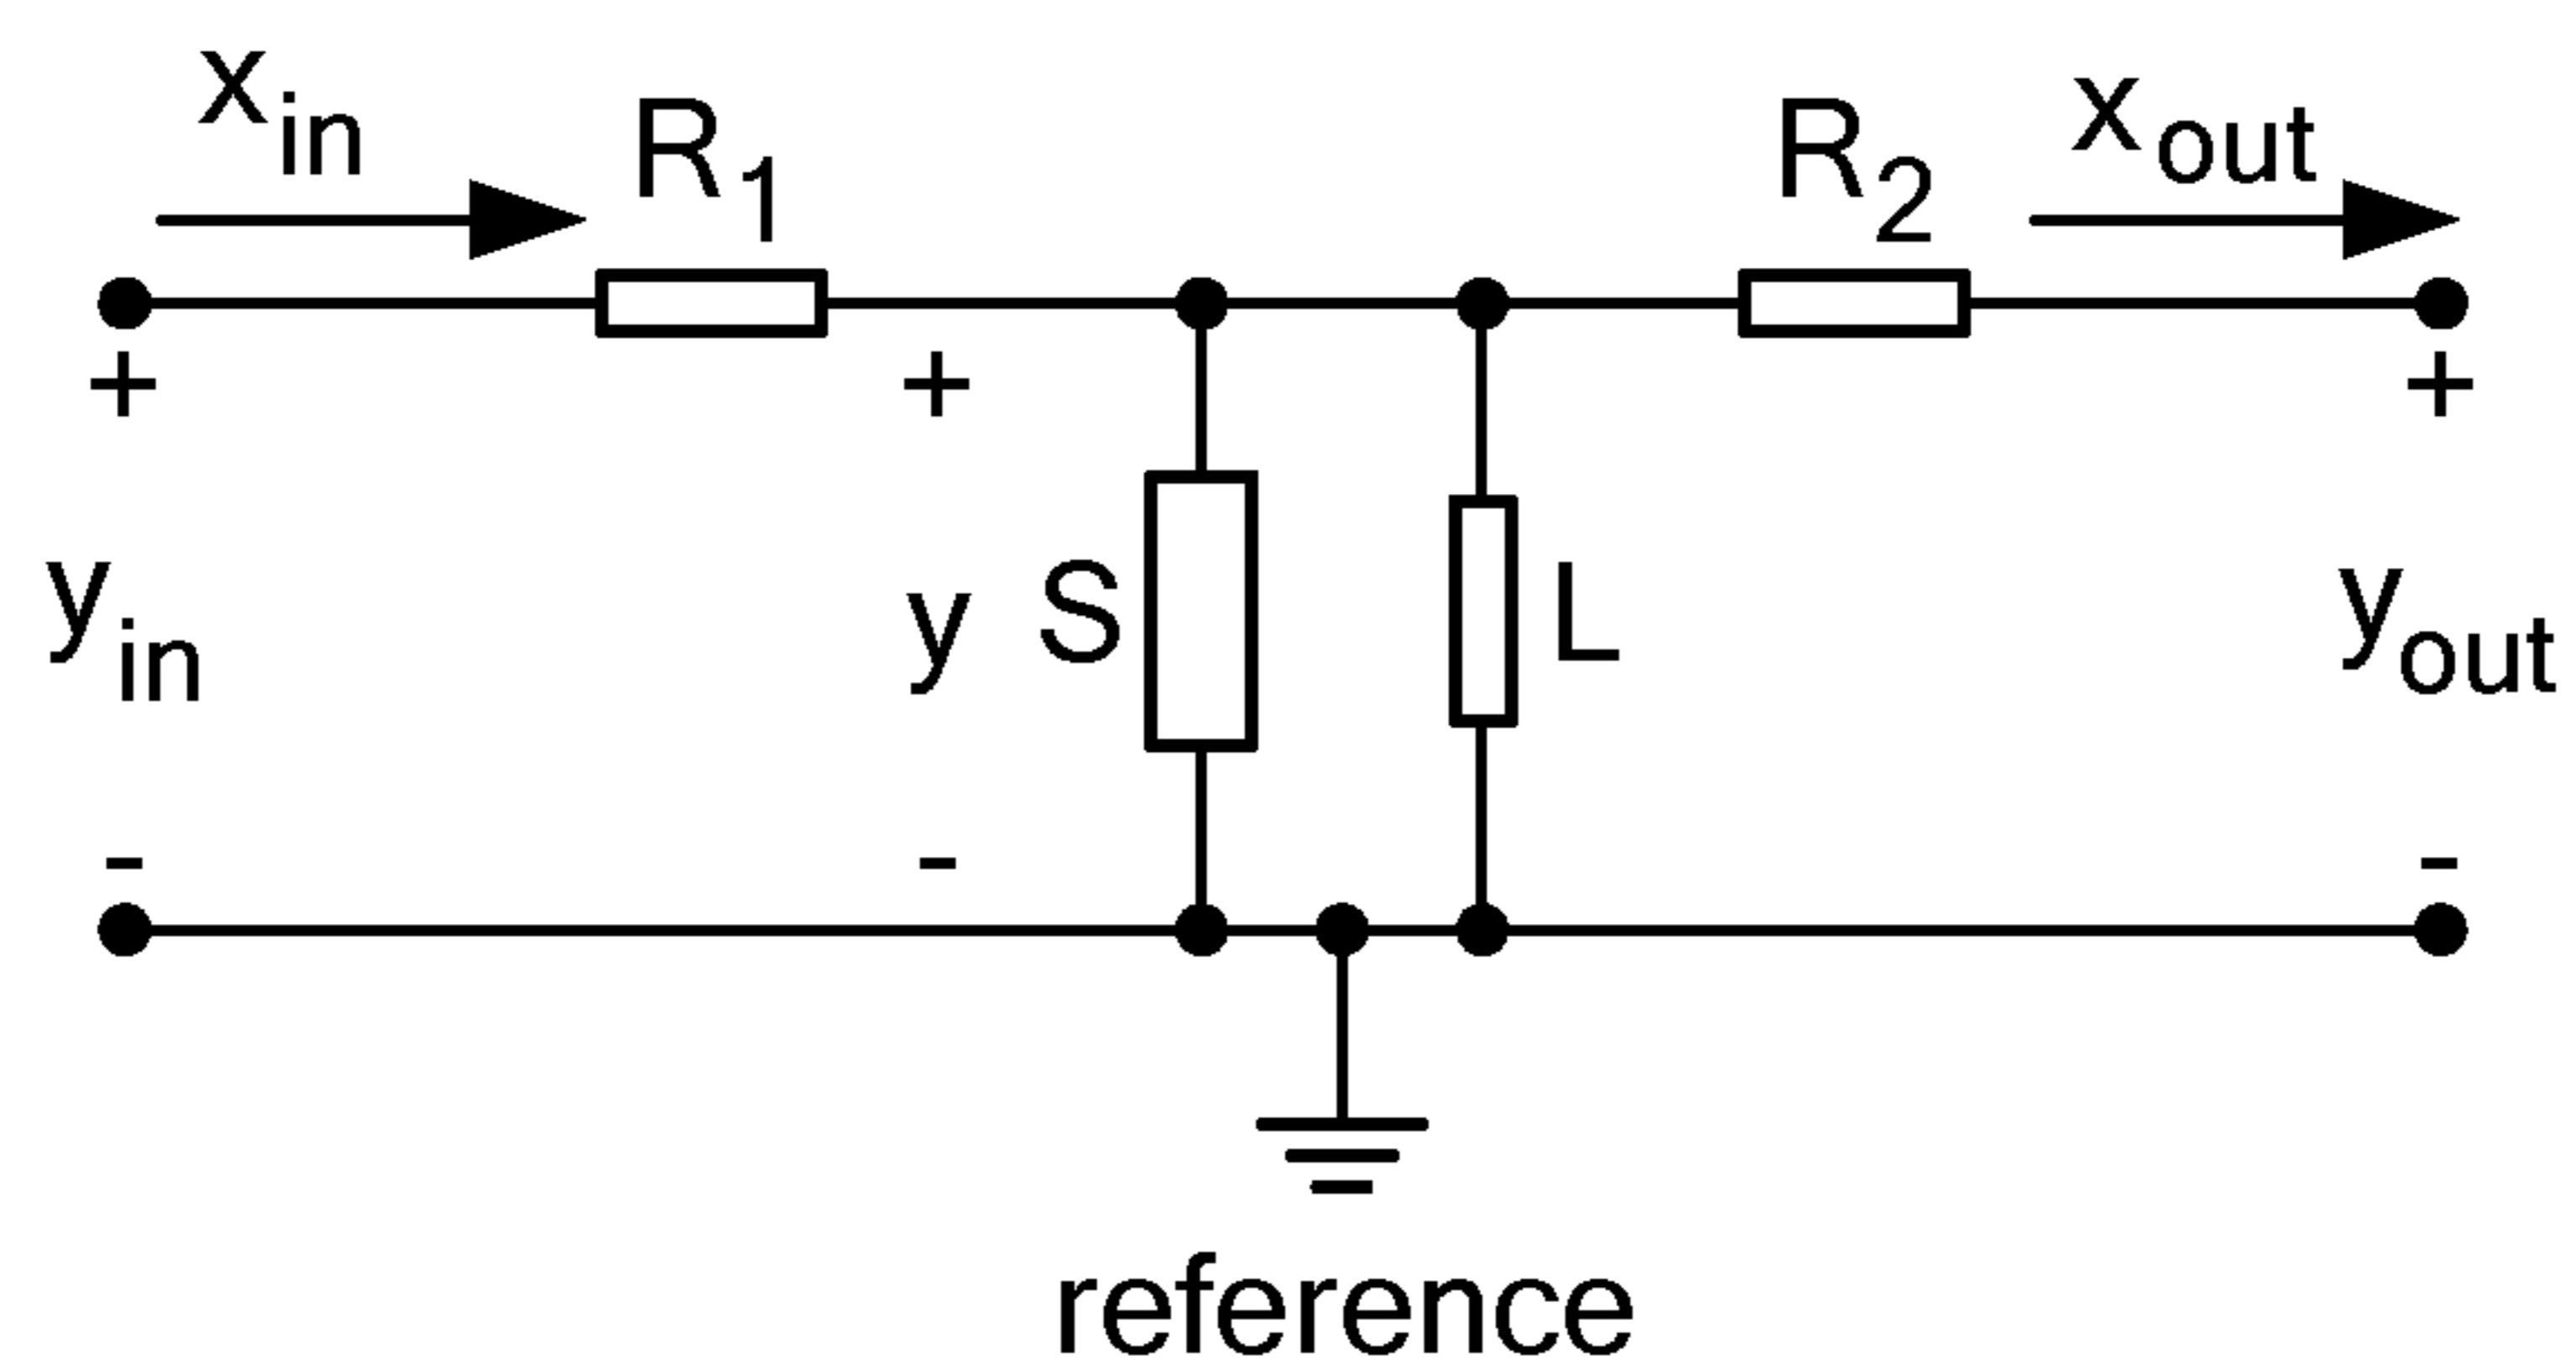 x_in
R_1
R_2
x_out
+
+
+
y_in
y
S
L
y_out
-
-
-
reference